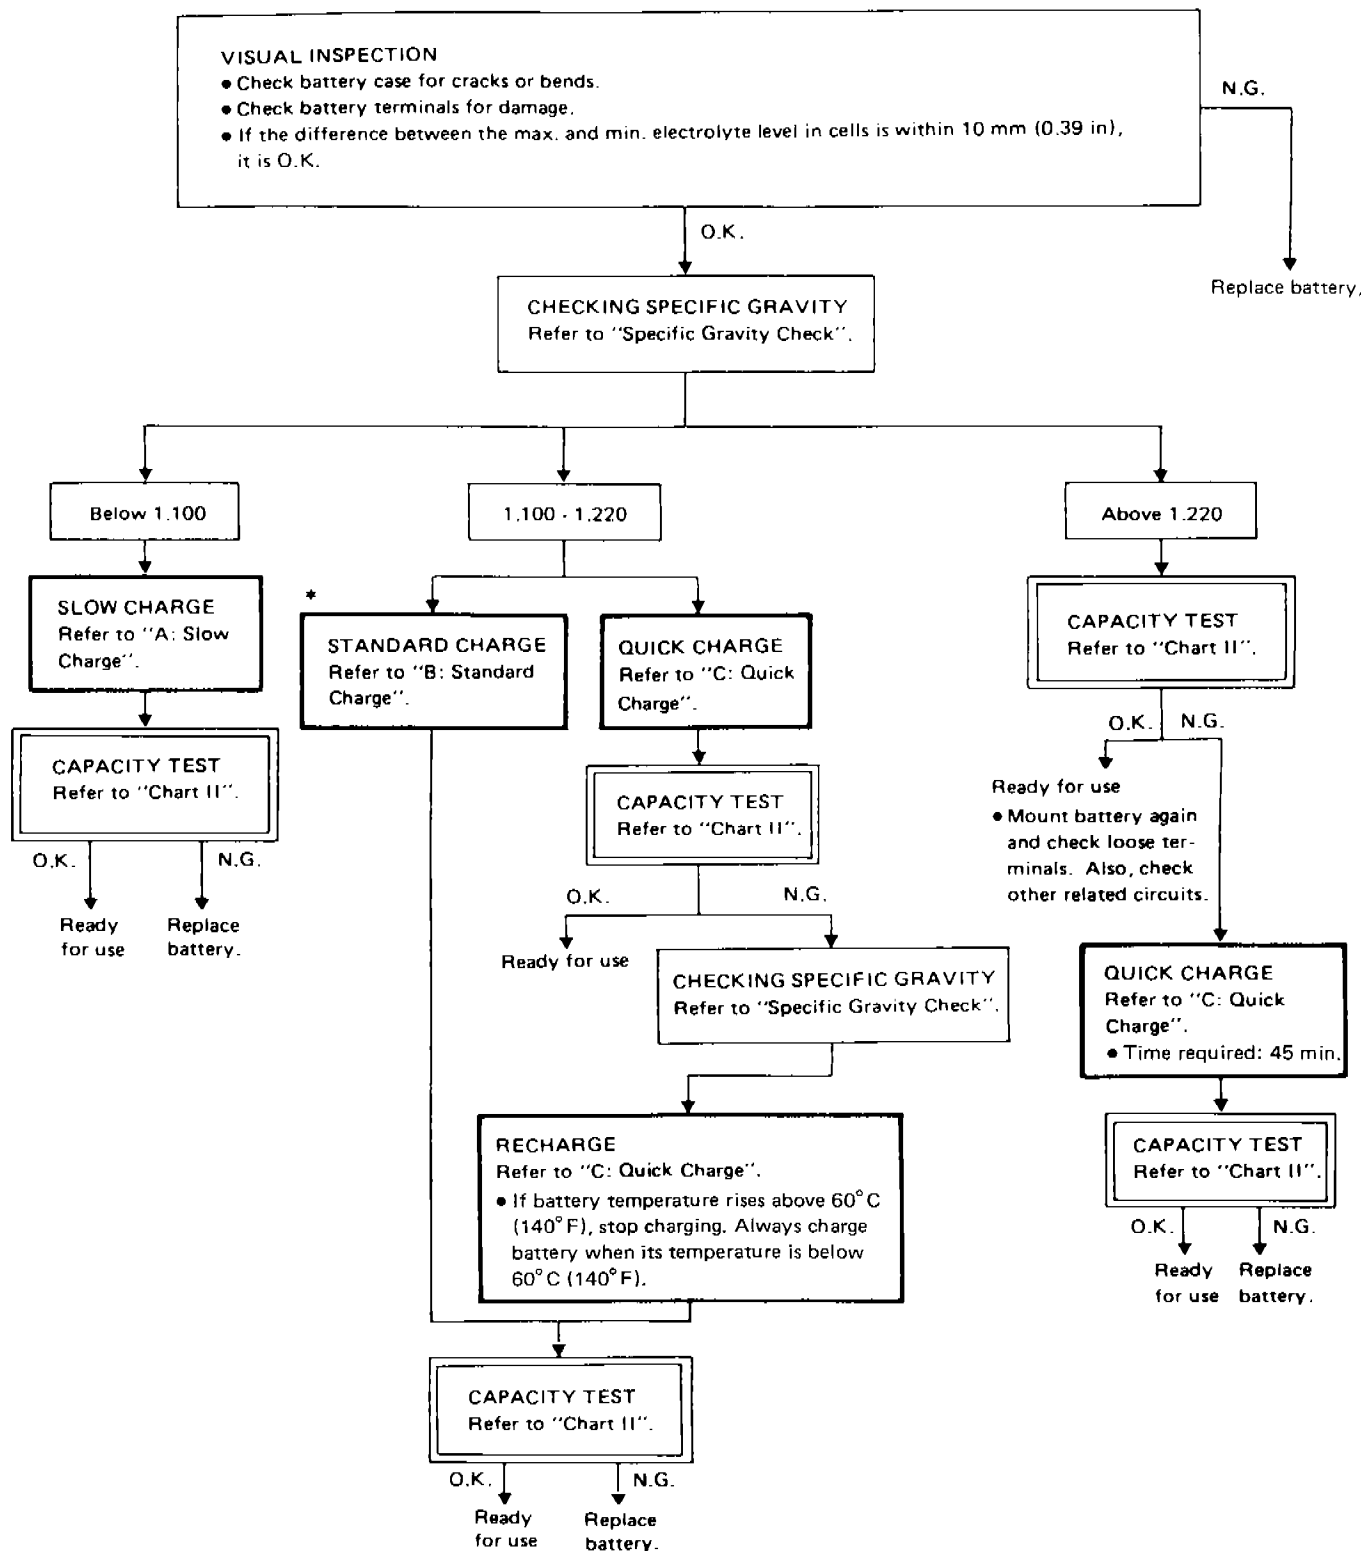 VISUAL INSPECTION
• Check battery case for cracks or bends.
• Check battery terminals for damage.
• If the difference between the max. and min. electrolyte level in cells is within 10 mm (0.39 in),
it is O.K.
N.G.
Replace battery.
O.K.
CHECKING SPECIFIC GRAVITY
Refer to "Specific Gravity Check".
Below 1.100
1.100 - 1.220
Above 1.220
SLOW CHARGE
Refer to "A: Slow
Charge".
*
STANDARD CHARGE
Refer to "B: Standard
Charge".
QUICK CHARGE
Refer to "C: Quick
Charge".
CAPACITY TEST
Refer to "Chart II".
O.K. N.G.
CAPACITY TEST
Refer to "Chart II".
O.K. N.G.
Ready
for use
Replace
battery.
CAPACITY TEST
Refer to "Chart II".
O.K. N.G.
Ready for use
Ready for use
• Mount battery again
and check loose ter-
minals. Also, check
other related circuits.
CHECKING SPECIFIC GRAVITY
Refer to "Specific Gravity Check".
QUICK CHARGE
Refer to "C: Quick
Charge".
• Time required: 45 min.
RECHARGE
Refer to "C: Quick Charge".
• If battery temperature rises above 60°C
(140°F), stop charging. Always charge
battery when its temperature is below
60°C (140°F).
CAPACITY TEST
Refer to "Chart II".
O.K. N.G.
Ready
for use
Replace
battery.
CAPACITY TEST
Refer to "Chart II".
O.K. N.G.
Ready
for use
Replace
battery.